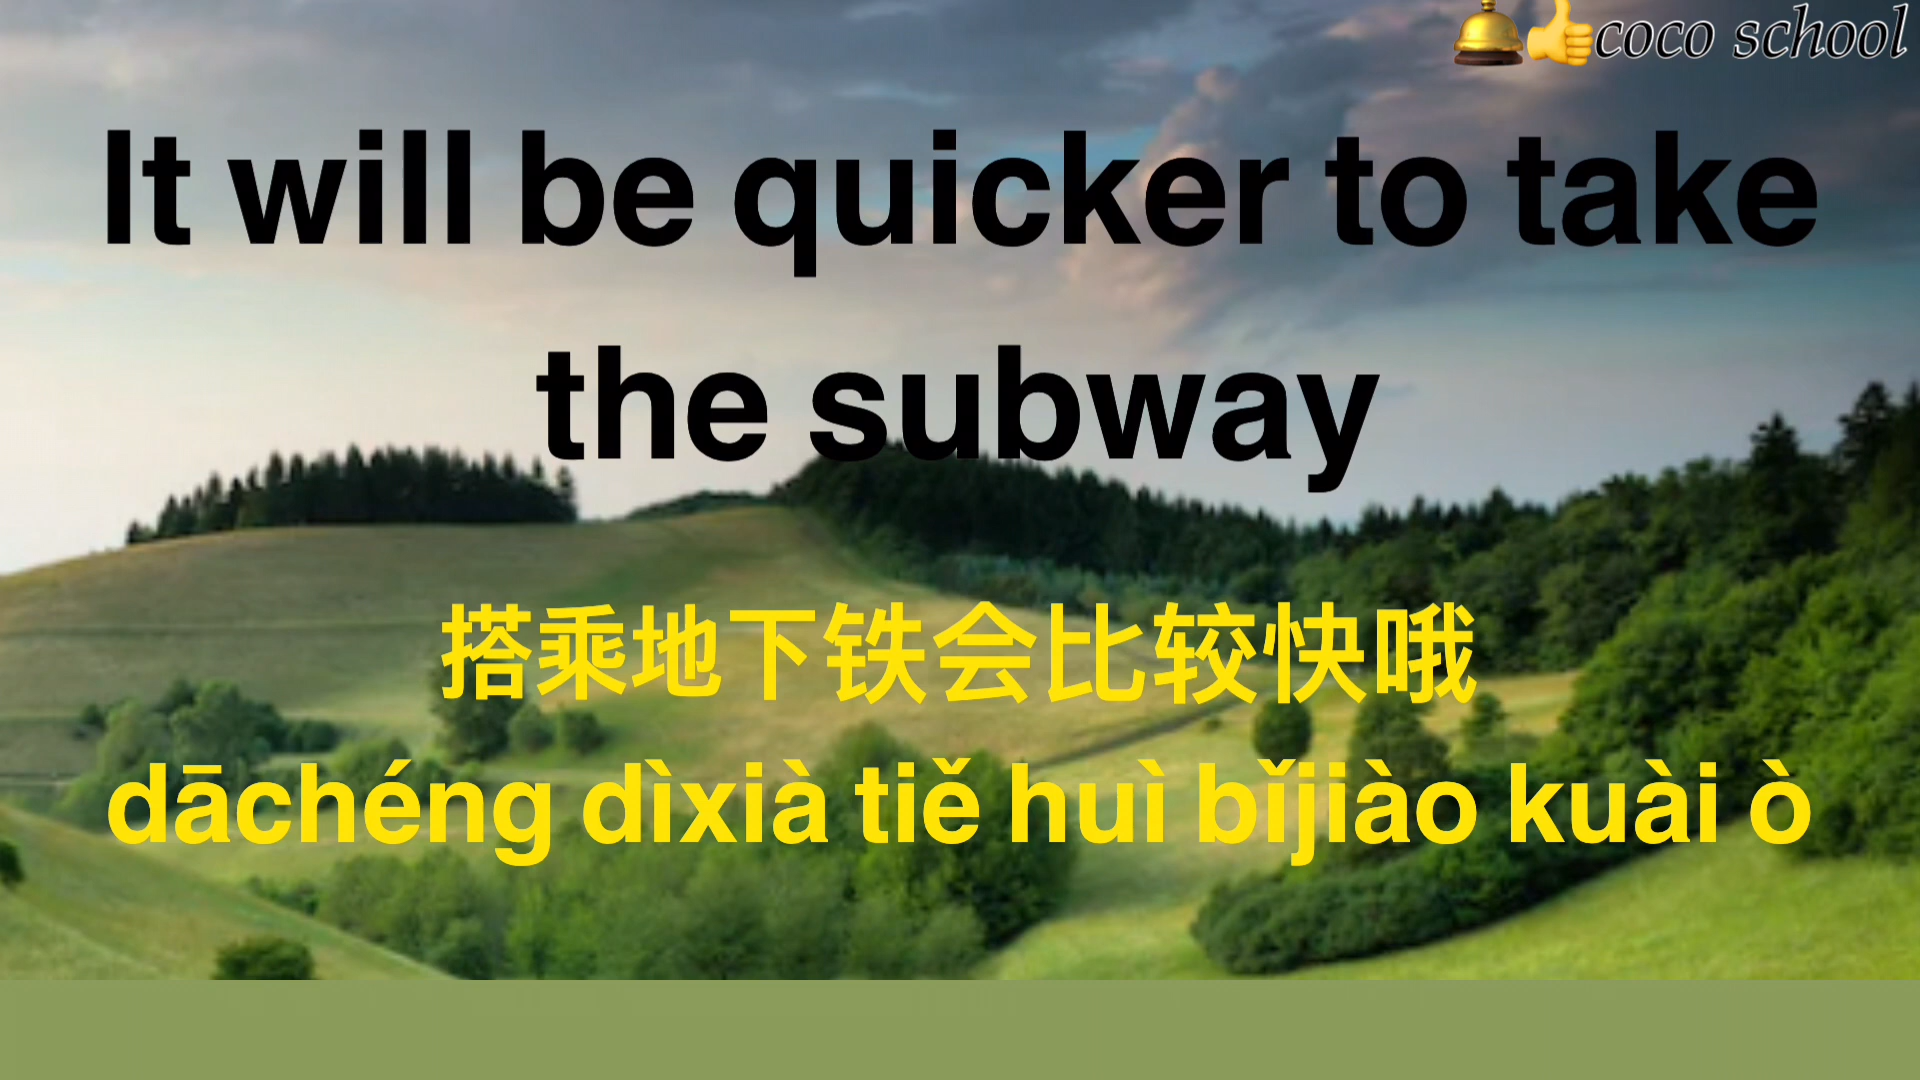 coco school
It will be quicker to take
the subway
搭乘地下铁会比较快哦
dāchéng dìxià tiě huì bǐjiào kuài ò